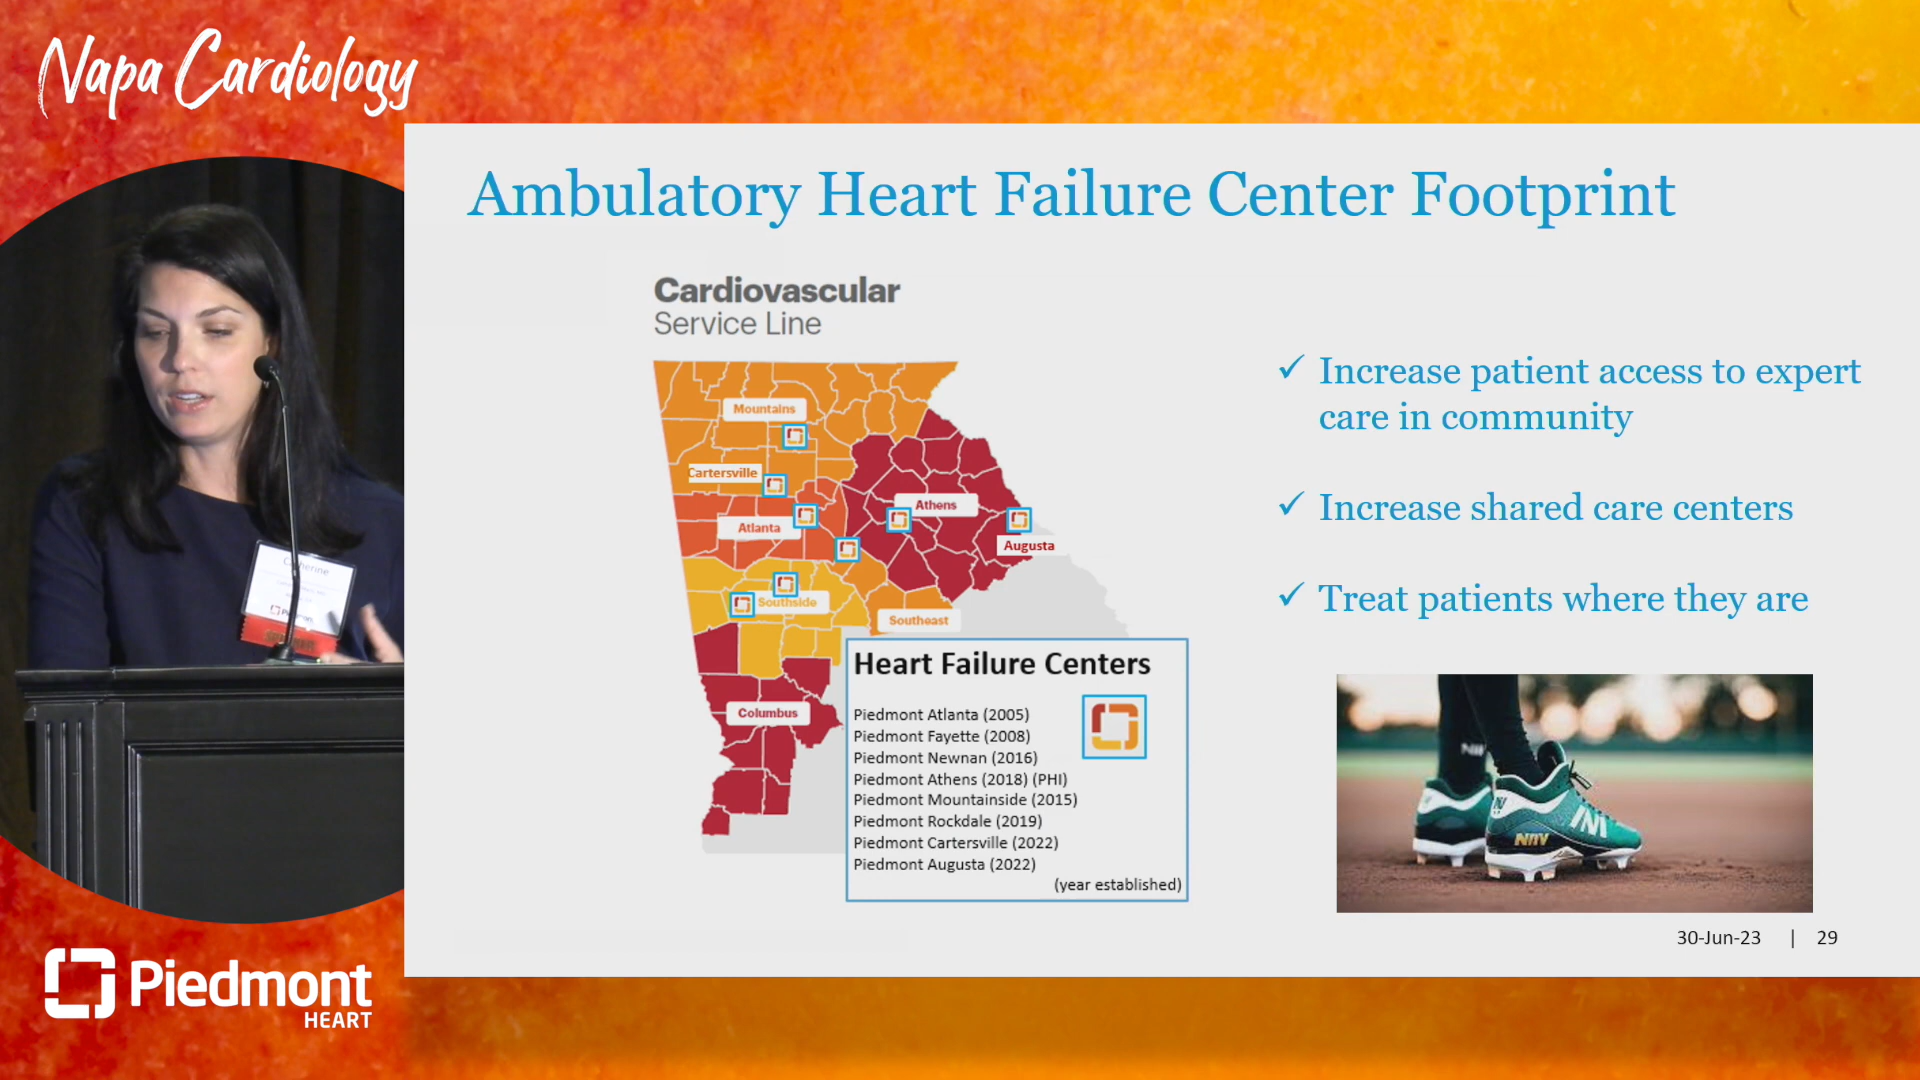 Napa Cardiology
Ambulatory Heart Failure Center Footprint
Cardiovascular
Service Line
Mountains
Cartersville
Atlanta
Athens
Augusta
Southside
Southeast
Columbus
Heart Failure Centers
Piedmont Atlanta (2005)
Piedmont Fayette (2008)
Piedmont Newnan (2016)
Piedmont Athens (2018) (PHI)
Piedmont Mountainside (2015)
Piedmont Rockdale (2019)
Piedmont Cartersville (2022)
Piedmont Augusta (2022)
(year established)
✓ Increase patient access to expert
care in community
✓ Increase shared care centers
✓ Treat patients where they are
30-Jun-23 | 29
Piedmont
HEART